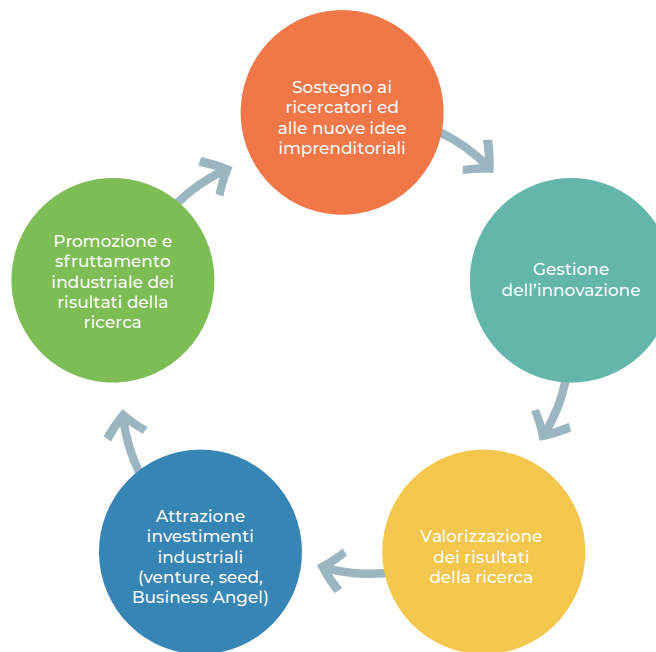 Sostegno ai
ricercatori ed
alle nuove idee
imprenditoriali
Gestione
dell'innovazione
Valorizzazione
dei risultati
della ricerca
Attrazione
investimenti
industriali
(venture, seed,
Business Angel)
Promozione e
sfruttamento
industriale dei
risultati della
ricerca